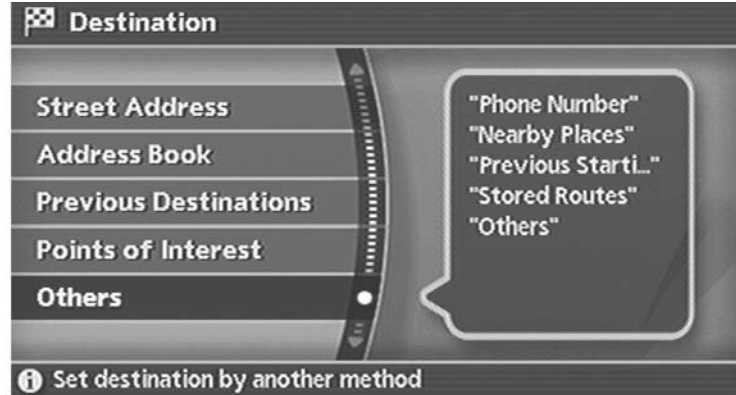 Destination
Street Address
Address Book
Previous Destinations
Points of Interest
Others
"Phone Number"
"Nearby Places"
"Previous Starti..."
"Stored Routes"
"Others"
Set destination by another method